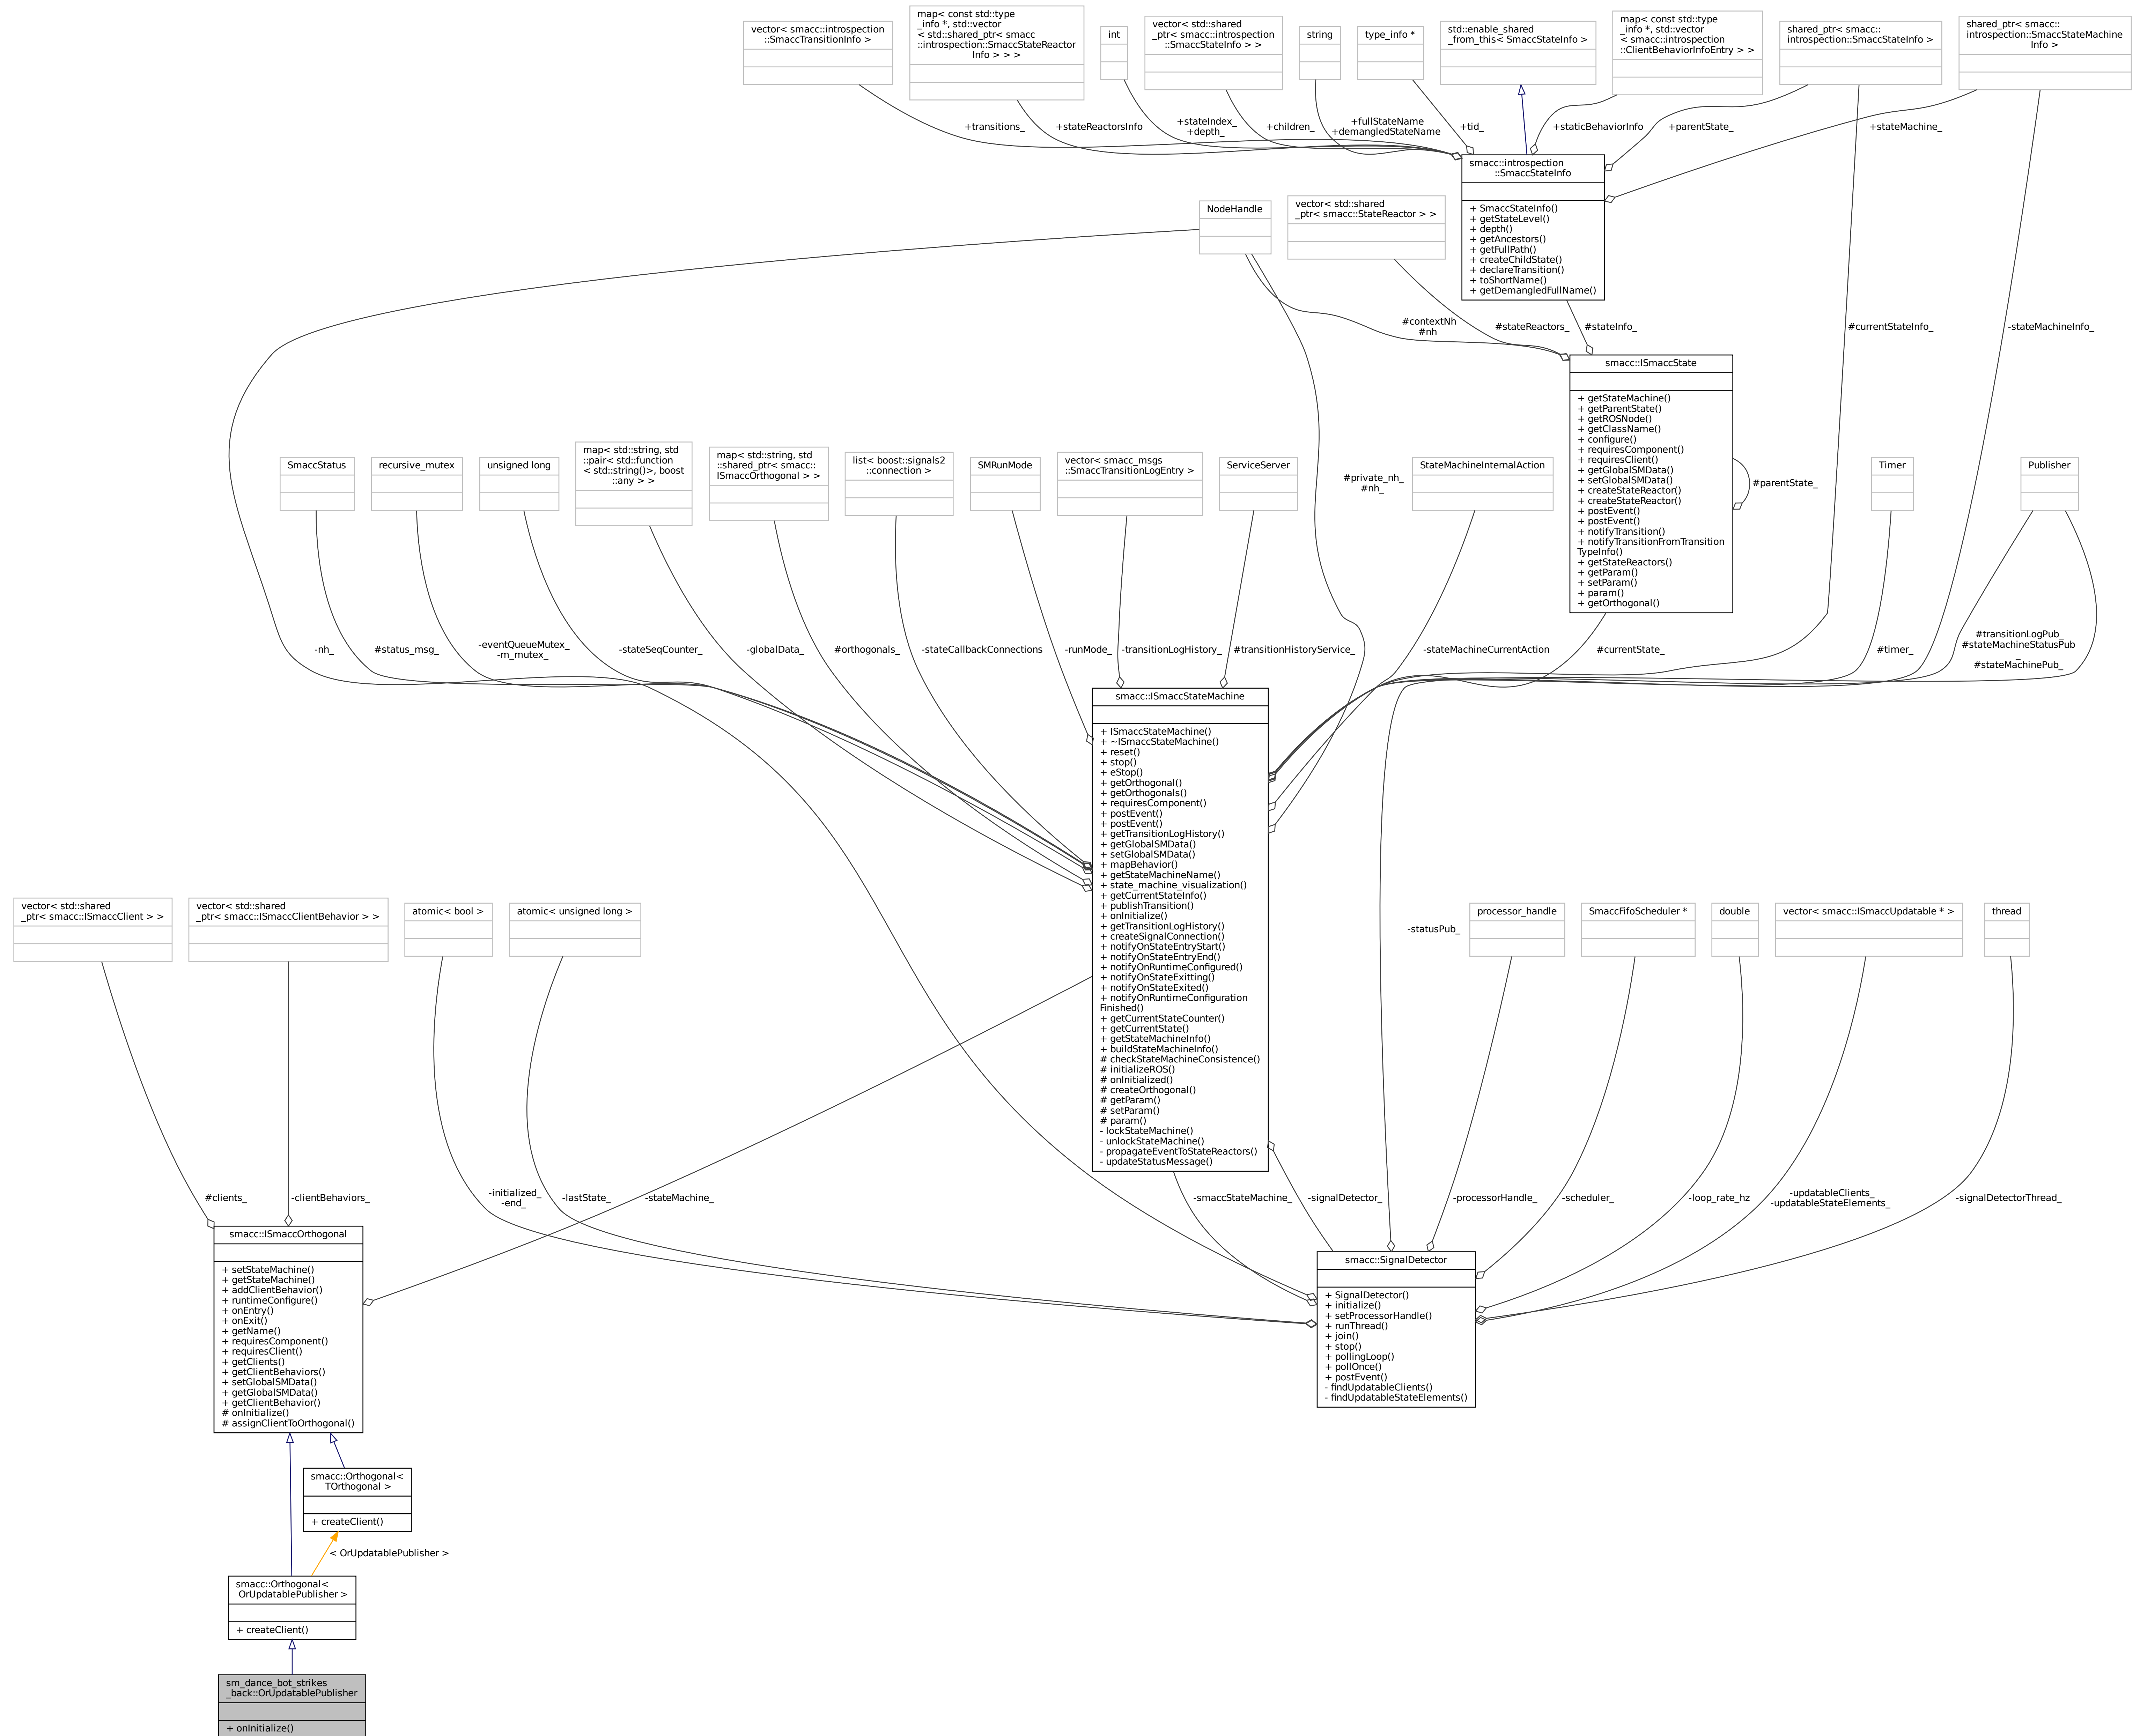 vector< smacc::introspection
::SmaccTransitionInfo >
map< const std::type
_info *, std::vector
< std::shared_ptr< smacc
::introspection::SmaccStateReactor
Info > > >
int
vector< std::shared
_ptr< smacc::introspection
::SmaccStateInfo > >
string
type_info *
std::enable_shared
_from_this< SmaccStateInfo >
map< const std::type
_info *, std::vector
< smacc::introspection
::ClientBehaviorInfoEntry > >
shared_ptr< smacc::
introspection::SmaccStateInfo >
shared_ptr< smacc::
introspection::SmaccStateMachine
Info >
+transitions_
+stateReactorsInfo
+stateIndex_
+depth_
+children_
+fullStateName
+demangledStateName
+tid_
+staticBehaviorInfo
+parentState_
+stateMachine_
smacc::introspection
::SmaccStateInfo
+ SmaccStateInfo()
+ getStateLevel()
+ depth()
+ getAncestors()
+ getFullPath()
+ createChildState()
+ declareTransition()
+ toShortName()
+ getDemangledFullName()
NodeHandle
vector< std::shared
_ptr< smacc::StateReactor > >
#contextNh
#nh
#stateReactors_
#stateInfo_
#currentStateInfo_
-stateMachineInfo_
smacc::ISmaccState
+ getStateMachine()
+ getParentState()
+ getROSNode()
+ getClassName()
+ configure()
+ requiresComponent()
+ requiresClient()
+ getGlobalSMData()
+ setGlobalSMData()
+ createStateReactor()
+ createStateReactor()
+ postEvent()
+ postEvent()
+ notifyTransition()
+ notifyTransitionFromTransition
TypeInfo()
+ getStateReactors()
+ getParam()
+ setParam()
+ param()
+ getOrthogonal()
#parentState_
SmaccStatus
recursive_mutex
unsigned long
map< std::string, std
::pair< std::function
< std::string()>, boost
::any > >
map< std::string, std
::shared_ptr< smacc::
ISmaccOrthogonal > >
list< boost::signals2
::connection >
SMRunMode
vector< smacc_msgs
::SmaccTransitionLogEntry >
ServiceServer
#private_nh_
#nh_
StateMachineInternalAction
Timer
Publisher
-nh_
#status_msg_
-eventQueueMutex_
-m_mutex_
-stateSeqCounter_
-globalData_
#orthogonals_
-stateCallbackConnections
-runMode_
-transitionLogHistory_
#transitionHistoryService_
-stateMachineCurrentAction
#currentState_
#timer_
#transitionLogPub_
#stateMachineStatusPub
_
#stateMachinePub_
smacc::ISmaccStateMachine
+ ISmaccStateMachine()
+ ~ISmaccStateMachine()
+ reset()
+ stop()
+ eStop()
+ getOrthogonal()
+ getOrthogonals()
+ requiresComponent()
+ postEvent()
+ postEvent()
+ getTransitionLogHistory()
+ getGlobalSMData()
+ setGlobalSMData()
+ mapBehavior()
+ getStateMachineName()
+ state_machine_visualization()
+ getCurrentStateInfo()
+ publishTransition()
+ onInitialize()
+ getTransitionLogHistory()
+ createSignalConnection()
+ notifyOnStateEntryStart()
+ notifyOnStateEntryEnd()
+ notifyOnRuntimeConfigured()
+ notifyOnStateExitting()
+ notifyOnStateExited()
+ notifyOnRuntimeConfiguration
Finished()
+ getCurrentStateCounter()
+ getCurrentState()
+ getStateMachineInfo()
+ buildStateMachineInfo()
# checkStateMachineConsistence()
# initializeROS()
# onInitialized()
# createOrthogonal()
# getParam()
# setParam()
# param()
- lockStateMachine()
- unlockStateMachine()
- propagateEventToStateReactors()
- updateStatusMessage()
vector< std::shared
_ptr< smacc::ISmaccClient > >
vector< std::shared
_ptr< smacc::ISmaccClientBehavior > >
atomic< bool >
atomic< unsigned long >
-statusPub_
processor_handle
SmaccFifoScheduler *
double
vector< smacc::ISmaccUpdatable * >
thread
#clients_
-clientBehaviors_
-initialized_
-end_
-lastState_
-stateMachine_
-smaccStateMachine_
-signalDetector_
-processorHandle_
-scheduler_
-loop_rate_hz
-updatableClients_
-updatableStateElements_
-signalDetectorThread_
smacc::ISmaccOrthogonal
+ setStateMachine()
+ getStateMachine()
+ addClientBehavior()
+ runtimeConfigure()
+ onEntry()
+ onExit()
+ getName()
+ requiresComponent()
+ requiresClient()
+ getClients()
+ getClientBehaviors()
+ setGlobalSMData()
+ getGlobalSMData()
+ getClientBehavior()
# onInitialize()
# assignClientToOrthogonal()
smacc::SignalDetector
+ SignalDetector()
+ initialize()
+ setProcessorHandle()
+ runThread()
+ join()
+ stop()
+ pollingLoop()
+ pollOnce()
+ postEvent()
- findUpdatableClients()
- findUpdatableStateElements()
smacc::Orthogonal<
TOrthogonal >
+ createClient()
< OrUpdatablePublisher >
smacc::Orthogonal<
OrUpdatablePublisher >
+ createClient()
sm_dance_bot_strikes
_back::OrUpdatablePublisher
+ onInitialize()